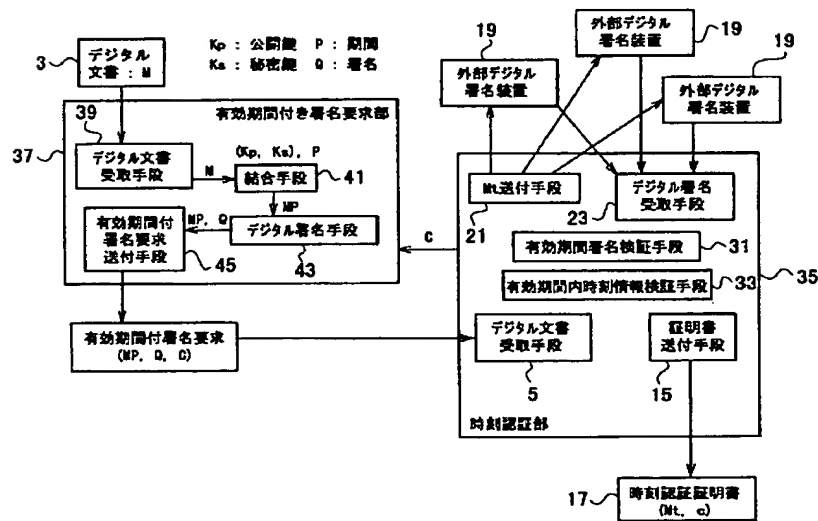 デジタル
文書：M
3
Kp : 公開鍵 P : 期間
Ks : 秘密鍵 Q : 署名
19
外部デジタル
署名装置
外部デジタル
署名装置
19
19
外部デジタル
署名装置
有効期間付き署名要求部
37
39
デジタル文書
受取手段
M
(Kp, Ks), P
結合手段
41
MP
デジタル署名手段
43
MP, Q
有効期間付
署名要求
送付手段
45
C
Mt送付手段
21
デジタル署名
受取手段
23
有効期間署名検証手段
31
有効期間内時刻情報検証手段
33
35
有効期間付署名要求
(MP, Q, C)
デジタル文書
受取手段
5
証明書
送付手段
15
時刻認証部
17
時刻認証証明書
(Mt, c)